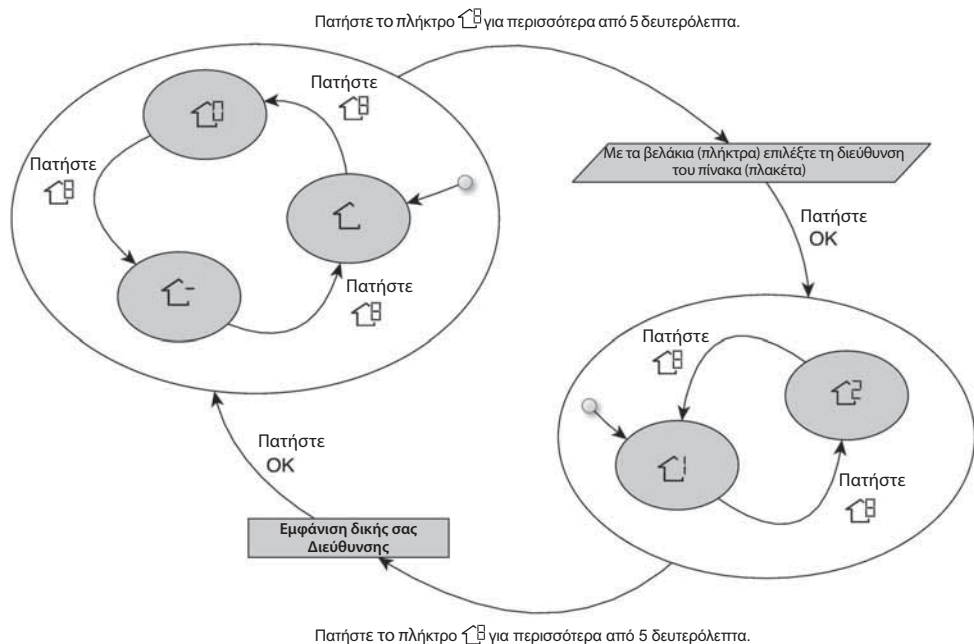 Πατήστε το πλήκτρο για περισσότερα από 5 δευτερόλεπτα.
Πατήστε
Πατήστε
Πατήστε
Με τα βελάκια (πλήκτρα) επιλέξτε τη διεύθυνση
του πίνακα (πλακέτα)
Πατήστε
OK
Πατήστε
Πατήστε
Πατήστε
OK
Εμφάνιση δικής σας
Διεύθυνσης
Πατήστε το πλήκτρο για περισσότερα από 5 δευτερόλεπτα.